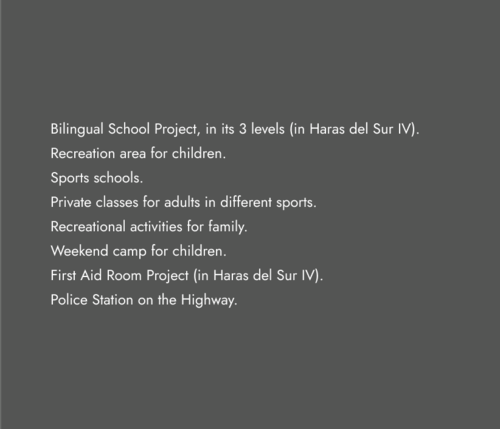 Bilingual School Project, in its 3 levels (in Haras del Sur IV).
Recreation area for children.
Sports schools.
Private classes for adults in different sports.
Recreational activities for family.
Weekend camp for children.
First Aid Room Project (in Haras del Sur IV).
Police Station on the Highway.